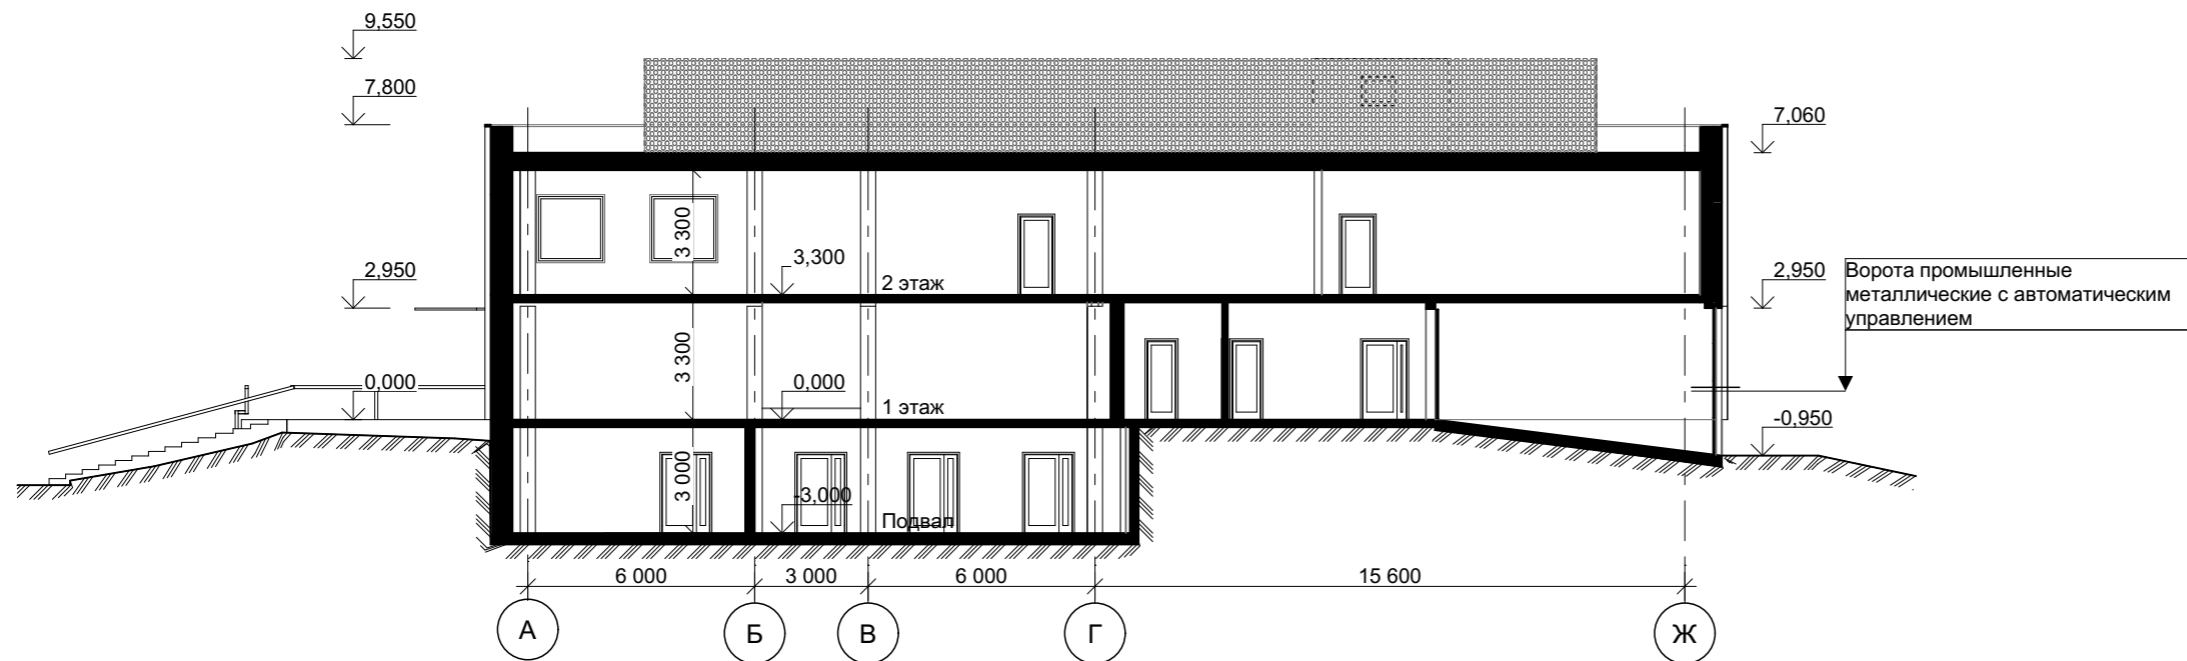 9,550
7,800
7,060
3 300
3,300
2,950
2 этаж
2,950
Ворота промышленные
металлические с автоматическим
управлением
3 300
0,000
0,000
1 этаж
-0,950
3 000
-3,000
Подвал
6 000
3 000
6 000
15 600
А
Б
В
Г
Ж